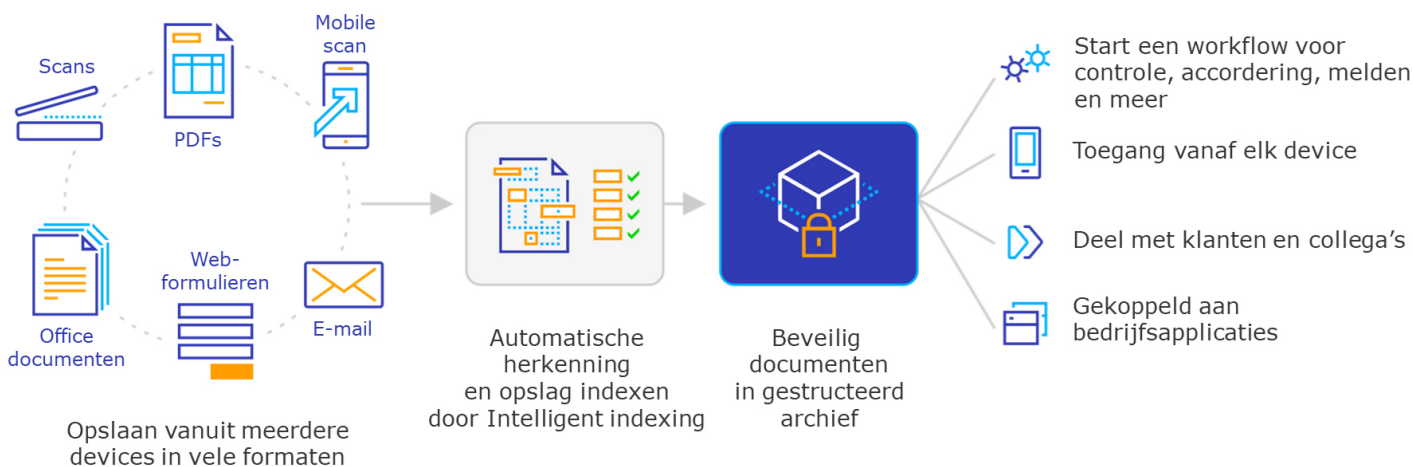 Scans
PDFs
Mobile
scan
Office
documenten
Web-
formulieren
E-mail
Opslaan vanuit meerdere
devices in vele formaten
Automatische
herkenning
en opslag indexen
door Intelligent indexing
Beveilig
documenten
in gestructeerd
archief
Start een workflow voor
controle, accordering, melden
en meer
Toegang vanaf elk device
Deel met klanten en collega’s
Gekoppeld aan
bedrijfsapplicaties